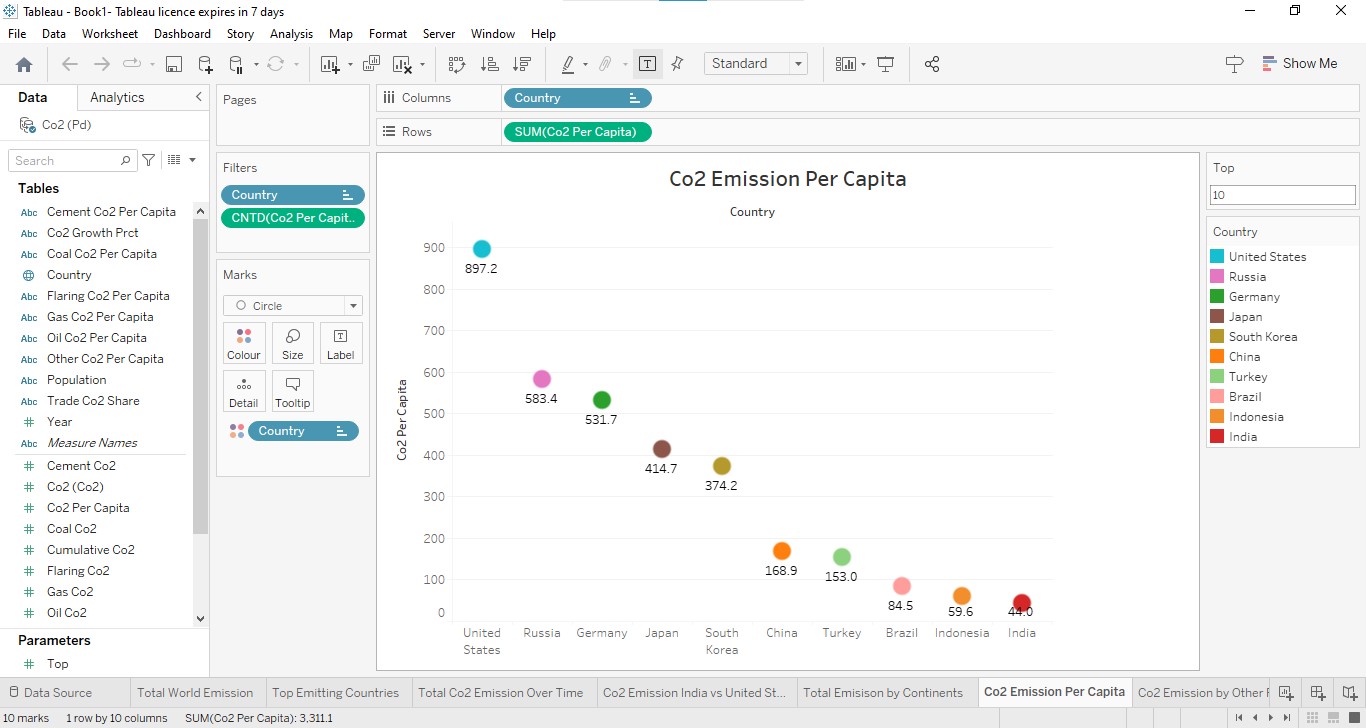 Tableau - Book1- Tableau licence expires in 7 days
File Data Worksheet Dashboard Story Analysis Map Format Server Window Help
Standard
Show Me
Data Analytics
Co2 (Pd)
Search
Tables
Abc Cement Co2 Per Capita
Abc Co2 Growth Prct
Abc Coal Co2 Per Capita
Country
Abc Flaring Co2 Per Capita
Abc Gas Co2 Per Capita
Abc Oil Co2 Per Capita
Abc Other Co2 Per Capita
Abc Population
Abc Trade Co2 Share
# Year
Abc Measure Names
# Cement Co2
# Co2 (Co2)
# Co2 Per Capita
# Coal Co2
# Cumulative Co2
# Flaring Co2
# Gas Co2
# Oil Co2
Parameters
# Top
Pages
Filters
Country
CNTD(Co2 Per Capit..
Marks
Circle
Colour Size Label
Detail Tooltip
Country
Columns Country
Rows SUM(Co2 Per Capita)
Co2 Emission Per Capita
Country
Co2 Per Capita
900
800
700
600
500
400
300
200
100
0
897.2
583.4
531.7
414.7
374.2
168.9
153.0
84.5
59.6
44.0
United States
Russia
Germany
Japan
South Korea
China
Turkey
Brazil
Indonesia
India
Top
10
Country
United States
Russia
Germany
Japan
South Korea
China
Turkey
Brazil
Indonesia
India
Data Source Total World Emission Top Emitting Countries Total Co2 Emission Over Time Co2 Emission India vs United St... Total Emisison by Continents Co2 Emission Per Capita Co2 Emission by Other F
10 marks 1 row by 10 columns SUM(Co2 Per Capita): 3,311.1